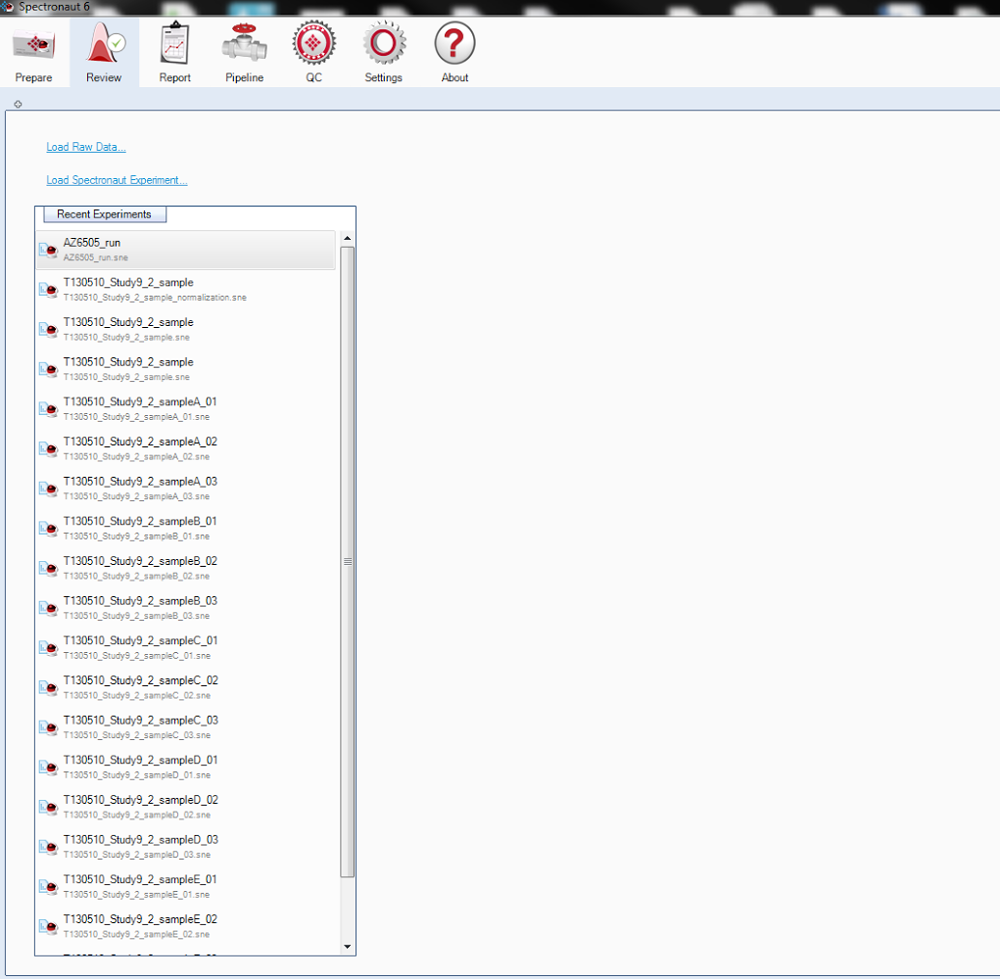 Spectronaut 6
Prepare
Review
Report
Pipeline
QC
Settings
About
Load Raw Data...
Load Spectronaut Experiment...
Recent Experiments
AZ6505_run
AZ6505_run.sne
T130510_Study9_2_sample
T130510_Study9_2_sample_normalization.sne
T130510_Study9_2_sample
T130510_Study9_2_sample.sne
T130510_Study9_2_sample
T130510_Study9_2_sample.sne
T130510_Study9_2_sampleA_01
T130510_Study9_2_sampleA_01.sne
T130510_Study9_2_sampleA_02
T130510_Study9_2_sampleA_02.sne
T130510_Study9_2_sampleA_03
T130510_Study9_2_sampleA_03.sne
T130510_Study9_2_sampleB_01
T130510_Study9_2_sampleB_01.sne
T130510_Study9_2_sampleB_02
T130510_Study9_2_sampleB_02.sne
T130510_Study9_2_sampleB_03
T130510_Study9_2_sampleB_03.sne
T130510_Study9_2_sampleC_01
T130510_Study9_2_sampleC_01.sne
T130510_Study9_2_sampleC_02
T130510_Study9_2_sampleC_02.sne
T130510_Study9_2_sampleC_03
T130510_Study9_2_sampleC_03.sne
T130510_Study9_2_sampleD_01
T130510_Study9_2_sampleD_01.sne
T130510_Study9_2_sampleD_02
T130510_Study9_2_sampleD_02.sne
T130510_Study9_2_sampleD_03
T130510_Study9_2_sampleD_03.sne
T130510_Study9_2_sampleE_01
T130510_Study9_2_sampleE_01.sne
T130510_Study9_2_sampleE_02
T130510_Study9_2_sampleE_02.sne